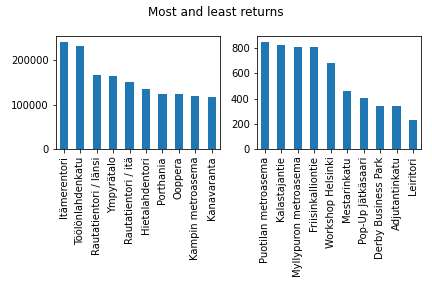 Most and least returns
200000
100000
0
Itämerentori
Töölönlahdenkatu
Rautatientori / länsi
Ympyrätalo
Rautatientori / itä
Hietalahdentori
Porthania
Ooppera
Kampin metroasema
Kanavaranta
800
600
400
200
0
Puotilan metroasema
Kalastajantie
Myllypuron metroasema
Friisinkalliontie
Workshop Helsinki
Mestarinkatu
Pop-Up Jätkäsaari
Derby Business Park
Adjutantinkatu
Leiritori